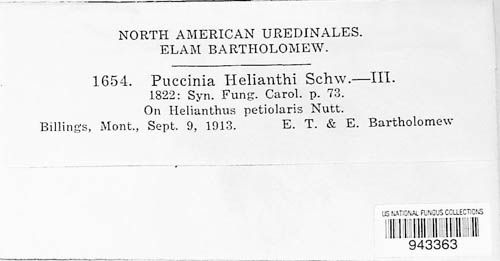 NORTH AMERICAN UREDINALES.
ELAM BARTHOLOMEW.
1654. Puccinia Helianthi Schw.—III.
1822: Syn. Fung. Carol. p. 73.
On Helianthus petiolaris Nutt.
Billings, Mont., Sept. 9, 1913. E. T. & E. Bartholomew
US NATIONAL FUNGUS COLLECTIONS
943363